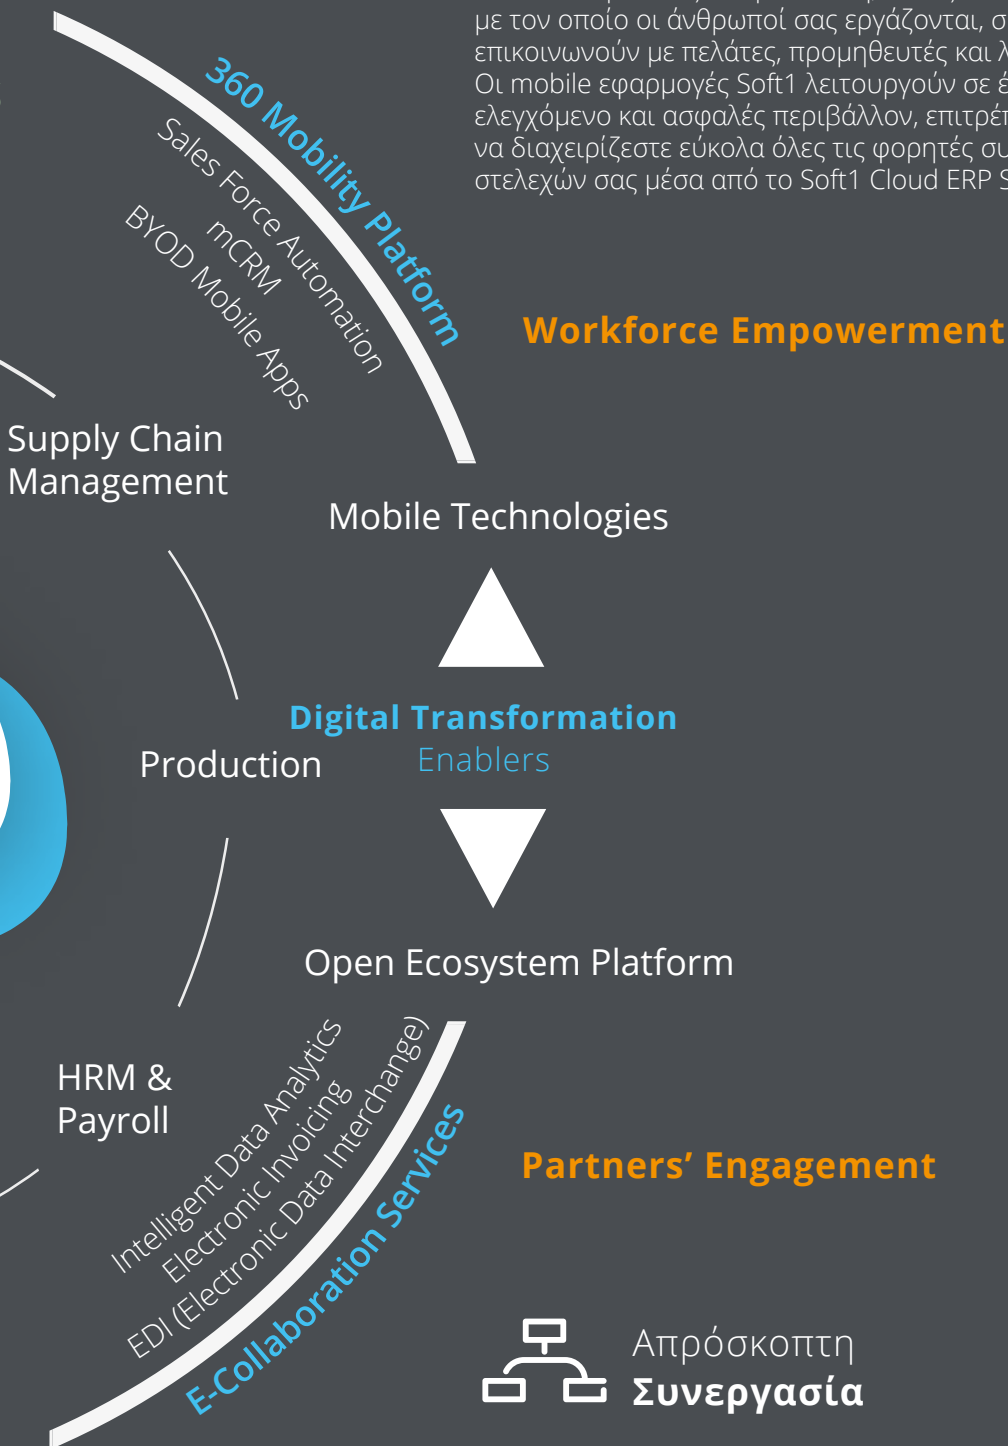 με τον οποίο οι άνθρωποί σας εργάζονται,
επικοινωνούν με πελάτες, προμηθευτές και
Οι mobile εφαρμογές Soft1 λειτουργούν σε
ελεγχόμενο και ασφαλές περιβάλλον,
να διαχειρίζεστε εύκολα όλες τις φορητές
στελεχών σας μέσα από το Soft1 Cloud ERP
360 Mobility Platform
Sales Force Automation
mCRM
BYOD Mobile Apps
Workforce Empowerment
Supply Chain
Management
Mobile Technologies
Digital Transformation
Enablers
Production
Open Ecosystem Platform
HRM &
Payroll
Intelligent Data Analytics
Electronic Invoicing
EDI (Electronic Data Interchange)
E-Collaboration Services
Partners’ Engagement
Απρόσκοπτη
Συνεργασία